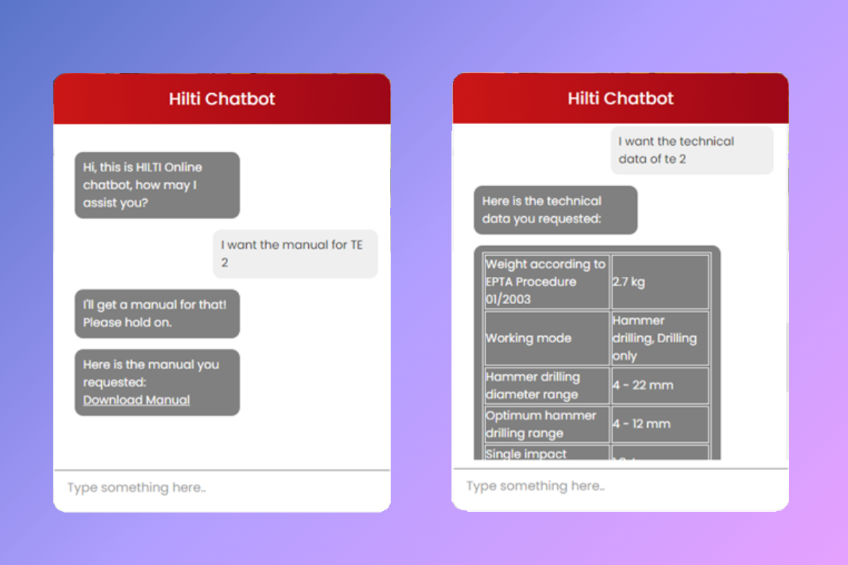 Hilti Chatbot
Hi, this is HILTI Online
chatbot, how may I
assist you?
I want the manual for TE
2
I'll get a manual for that!
Please hold on.
Here is the manual you
requested:
Download Manual
Type something here..
Hilti Chatbot
I want the technical
data of te 2
Here is the technical
data you requested:
Weight according to
EPTA Procedure
01/2003
2.7 kg
Working mode
Hammer
drilling, Drilling
only
Hammer drilling
diameter range
4 - 22 mm
Optimum hammer
drilling range
4 - 12 mm
Single impact
Type something here..